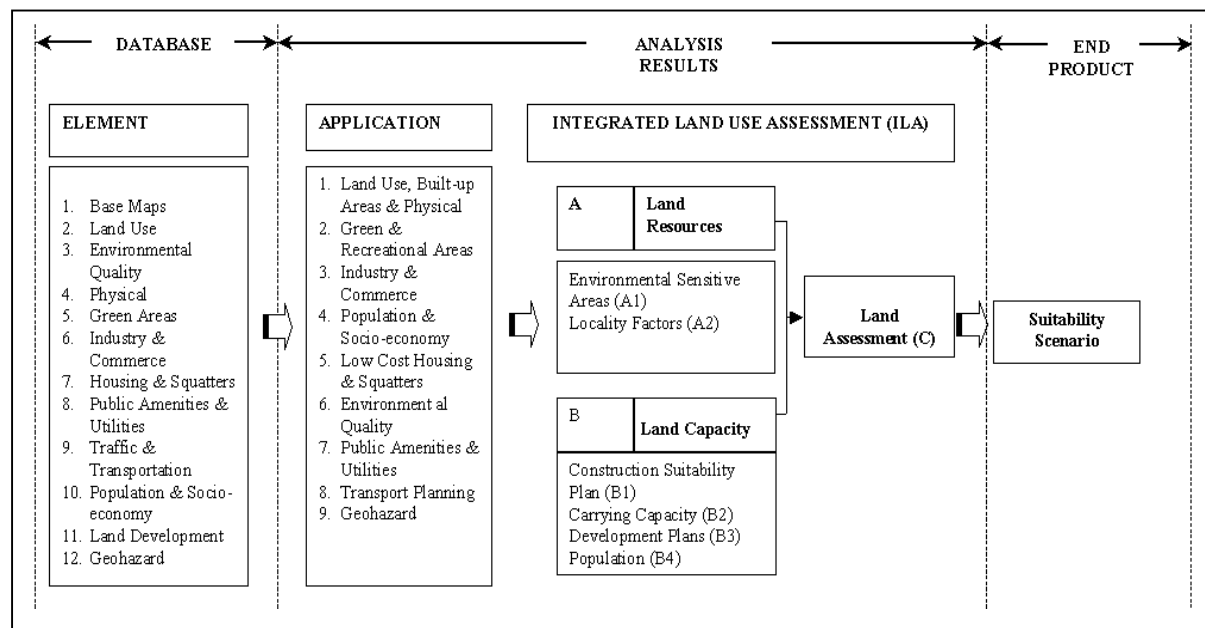 DATABASE
ANALYSIS
RESULTS
END
PRODUCT
ELEMENT
1. Base Maps
2. Land Use
3. Environmental
Quality
4. Physical
5. Green Areas
6. Industry &
Commerce
7. Housing & Squatters
8. Public Amenities &
Utilities
9. Traffic &
Transportation
10. Population & Socio-
economy
11. Land Development
12. Geohazard
APPLICATION
1. Land Use, Built-up
Areas & Physical
2. Green &
Recreational Areas
3. Industry &
Commerce
4. Population &
Socio-economy
5. Low Cost Housing
& Squatters
6. Environment al
Quality
7. Public Amenities &
Utilities
8. Transport Planning
9. Geohazard
INTEGRATED LAND USE ASSESSMENT (ILA)
A
Land
Resources
Environmental Sensitive
Areas (A1)
Locality Factors (A2)
B
Land Capacity
Construction Suitability
Plan (B1)
Carrying Capacity (B2)
Development Plans (B3)
Population (B4)
Land
Assessment (C)
Suitability
Scenario